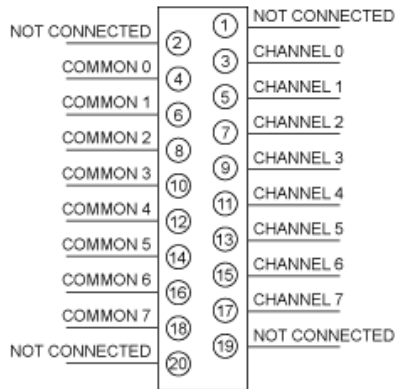 NOT CONNECTED 1 NOT CONNECTED
2
COMMON 0 3 CHANNEL 0
4
COMMON 1 5 CHANNEL 1
6
COMMON 2 7 CHANNEL 2
8
COMMON 3 9 CHANNEL 3
10
COMMON 4 11 CHANNEL 4
12
COMMON 5 13 CHANNEL 5
14
COMMON 6 15 CHANNEL 6
16
COMMON 7 17 CHANNEL 7
18
NOT CONNECTED 19 NOT CONNECTED
20